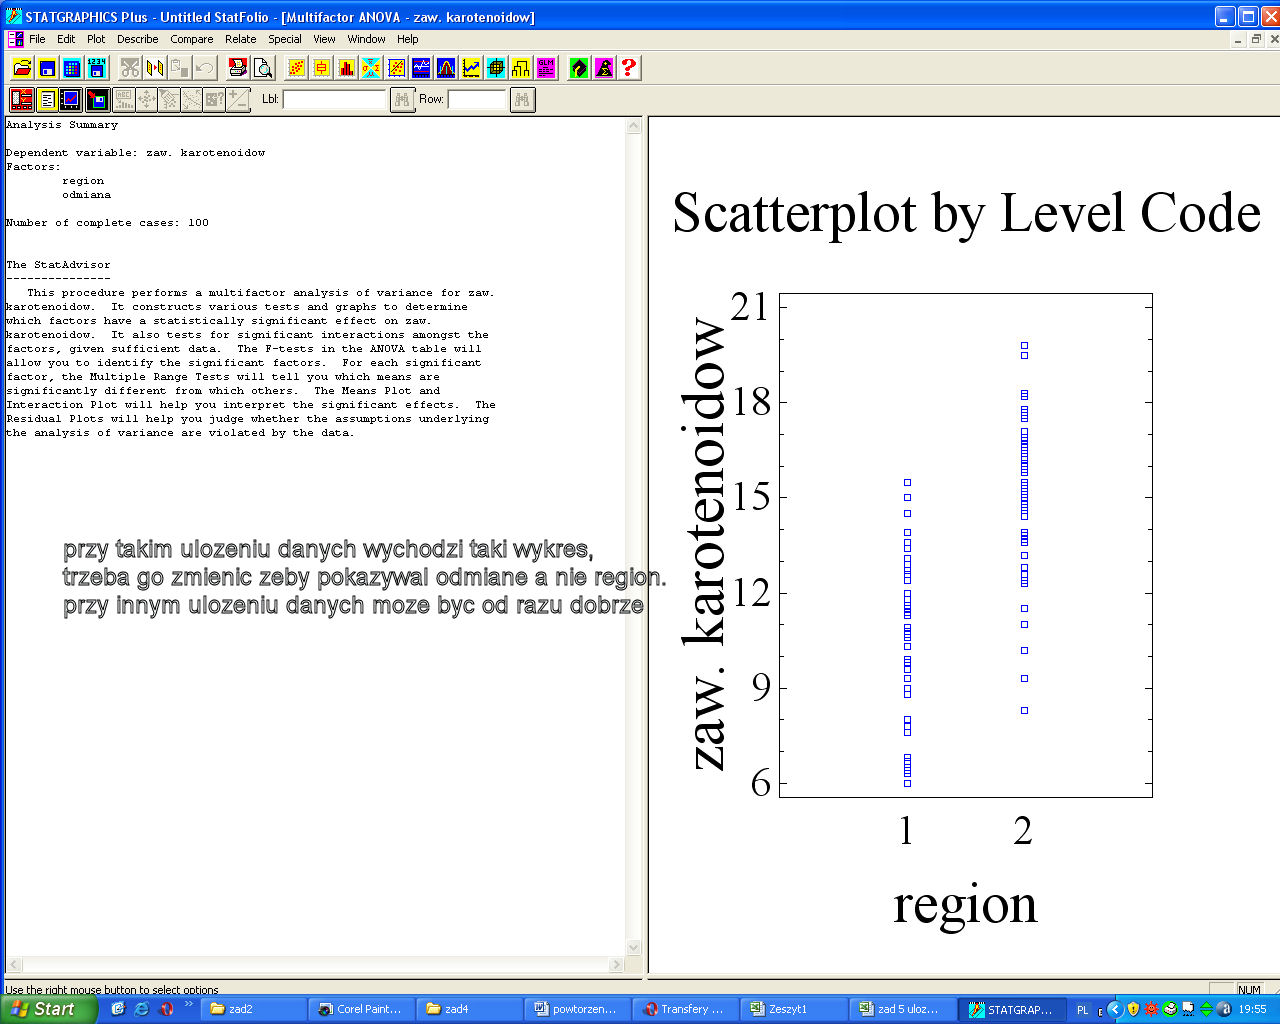 STATGRAPHICS Plus - Untitled StatFolio - [Multifactor ANOVA - zaw. karotenoidow]
File Edit Plot Describe Compare Relate Special View Window Help
Lbl: Row:
Analysis Summary
Dependent variable: zaw. karotenoidow
Factors:
region
odmiana
Number of complete cases: 100
The StatAdvisor
---------------
This procedure performs a multifactor analysis of variance for zaw.
karotenoidow. It constructs various tests and graphs to determine
which factors have a statistically significant effect on zaw.
karotenoidow. It also tests for significant interactions amongst the
factors, given sufficient data. The F-tests in the ANOVA table will
allow you to identify the significant factors. For each significant
factor, the Multiple Range Tests will tell you which means are
significantly different from which others. The Means Plot and
Interaction Plot will help you interpret the significant effects. The
Residual Plots will help you judge whether the assumptions underlying
the analysis of variance are violated by the data.
przy takim ulozeniu danych wychodzi taki wykres,
trzeba go zmienic zeby pokazywal odmiane a nie region.
przy innym ulozeniu danych moze byc od razu dobrze
Scatterplot by Level Code
zaw. karotenoidow
21
18
15
12
9
6
1 2
region
Use the right mouse button to select options
NUM
Start
zad2
Corel Paint...
zad4
powtorzen...
Transfery ...
Zeszyt1
zad 5 uloz...
STATGRAP...
PL
19:55